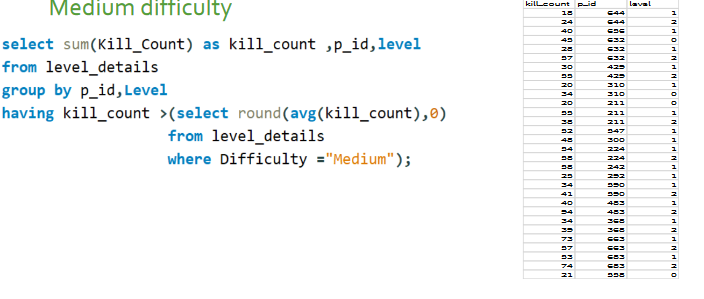 Medium difficulty
select sum(Kill_Count) as kill_count ,p_id,level
from level_details
group by p_id,Level
having kill_count >(select round(avg(kill_count),0)
from level_details
where Difficulty ="Medium");
kill_count p_id level
18 644 1
24 644 2
40 656 1
45 632 0
28 632 1
57 632 2
30 429 1
55 429 2
20 310 1
34 310 0
20 211 0
55 211 1
38 211 2
52 547 1
48 300 1
54 224 1
58 224 2
58 242 1
25 292 1
34 590 1
41 590 2
40 483 1
94 483 2
34 368 1
39 368 2
73 663 1
57 663 2
53 683 1
74 683 2
21 558 0